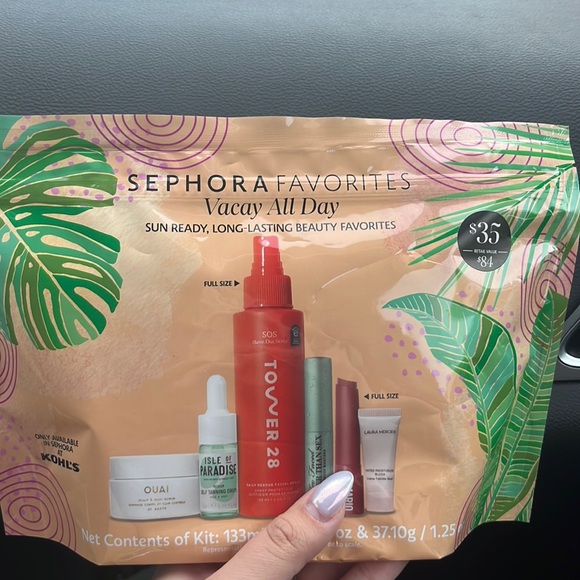 SEPHORA FAVORITES
Vacay All Day
SUN READY, LONG-LASTING BEAUTY FAVORITES
$35
RETAIL VALUE
$84
FULL SIZE
SOS
TOWER 28
FULL SIZE
LAURA MERCIER
ISLE OF
PARADISE
OUAI
ONLY AVAILABLE
IN SEPHORA
AT
KOHL'S
Net Contents of Kit: 133m oz & 37.10g / 1.25